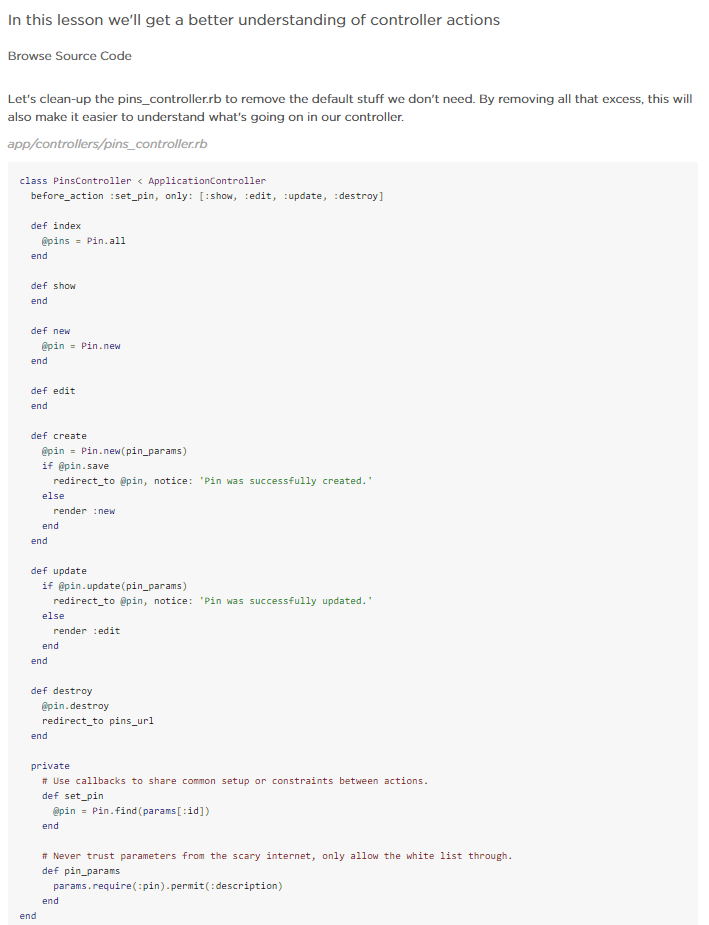 In this lesson we'll get a better understanding of controller actions
Browse Source Code
Let's clean-up the pins_controller.rb to remove the default stuff we don't need. By removing all that excess, this will
also make it easier to understand what's going on in our controller.
app/controllers/pins_controller.rb
class PinsController < ApplicationController
  before_action :set_pin, only: [:show, :edit, :update, :destroy]

  def index
    @pins = Pin.all
  end

  def show
  end

  def new
    @pin = Pin.new
  end

  def edit
  end

  def create
    @pin = Pin.new(pin_params)
    if @pin.save
      redirect_to @pin, notice: 'Pin was successfully created.'
    else
      render :new
    end
  end

  def update
    if @pin.update(pin_params)
      redirect_to @pin, notice: 'Pin was successfully updated.'
    else
      render :edit
    end
  end

  def destroy
    @pin.destroy
    redirect_to pins_url
  end

  private
    # Use callbacks to share common setup or constraints between actions.
    def set_pin
      @pin = Pin.find(params[:id])
    end

    # Never trust parameters from the scary internet, only allow the white list through.
    def pin_params
      params.require(:pin).permit(:description)
    end
end